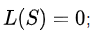 L(S) = 0;